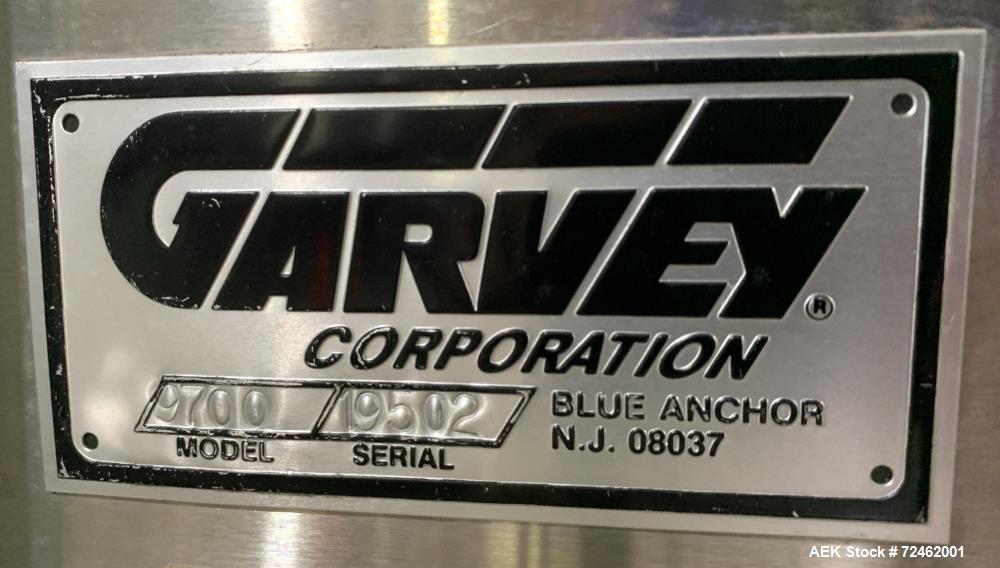 GARVEY®
CORPORATION
9700 19502
MODEL SERIAL
BLUE ANCHOR
N.J. 08037
AEK Stock # 72462001